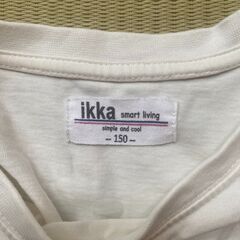 ikka smart living
simple and cool
- 150 -